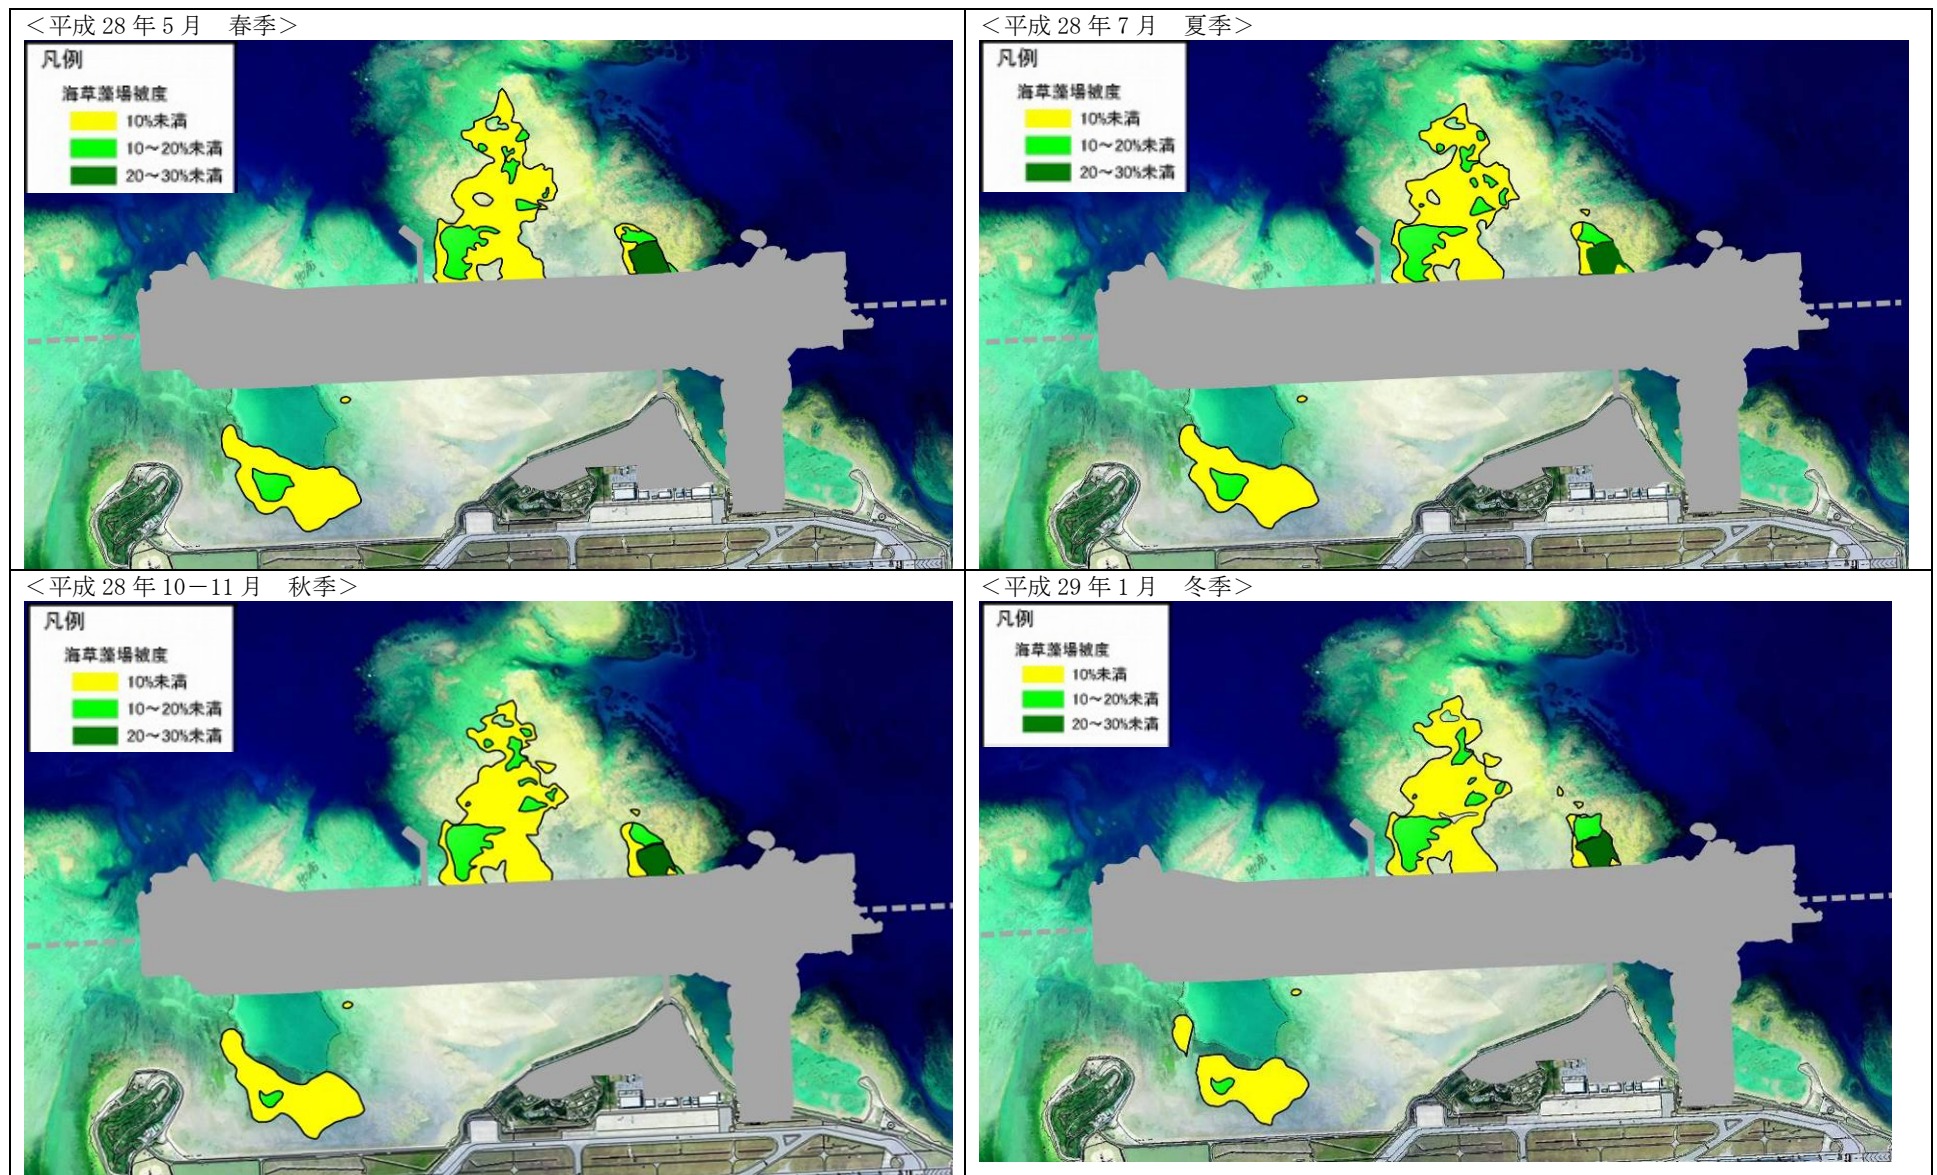 ＜平成 28 年 5 月　春季＞
凡例
海草藻場被度
10%未満
10～20%未満
20～30%未満
＜平成 28 年 7 月　夏季＞
凡例
海草藻場被度
10%未満
10～20%未満
20～30%未満
＜平成 28 年 10－11 月　秋季＞
凡例
海草藻場被度
10%未満
10～20%未満
20～30%未満
＜平成 29 年 1 月　冬季＞
凡例
海草藻場被度
10%未満
10～20%未満
20～30%未満